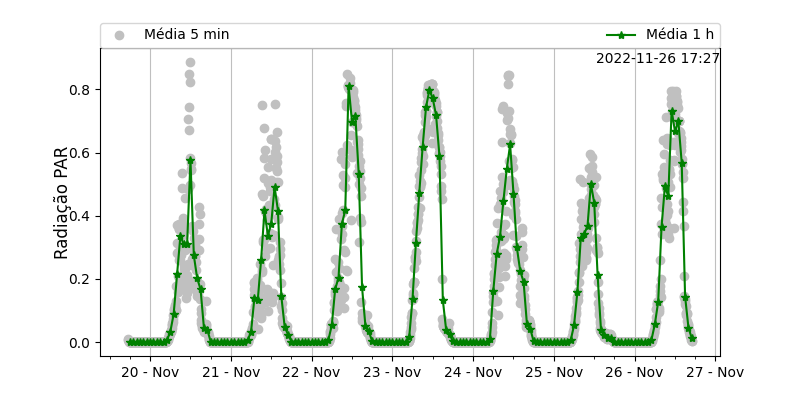 Média 5 min
Média 1 h
2022-11-26 17:27
Radiação PAR
0.8
0.6
0.4
0.2
0.0
20 - Nov
21 - Nov
22 - Nov
23 - Nov
24 - Nov
25 - Nov
26 - Nov
27 - Nov